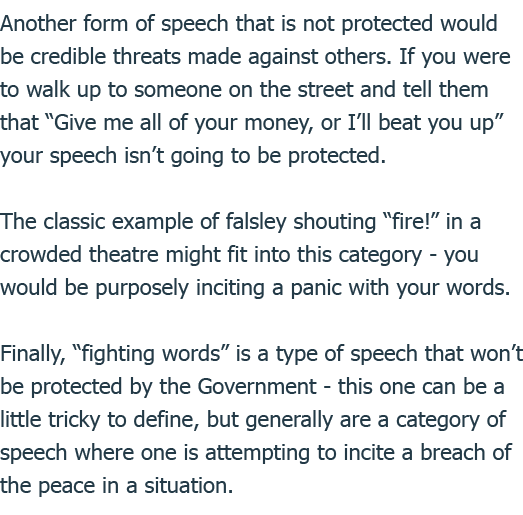 Another form of speech that is not protected would
be credible threats made against others. If you were
to walk up to someone on the street and tell them
that “Give me all of your money, or I’ll beat you up”
your speech isn’t going to be protected.
The classic example of falsley shouting “fire!” in a
crowded theatre might fit into this category - you
would be purposely inciting a panic with your words.
Finally, “fighting words” is a type of speech that won’t
be protected by the Government - this one can be a
little tricky to define, but generally are a category of
speech where one is attempting to incite a breach of
the peace in a situation.